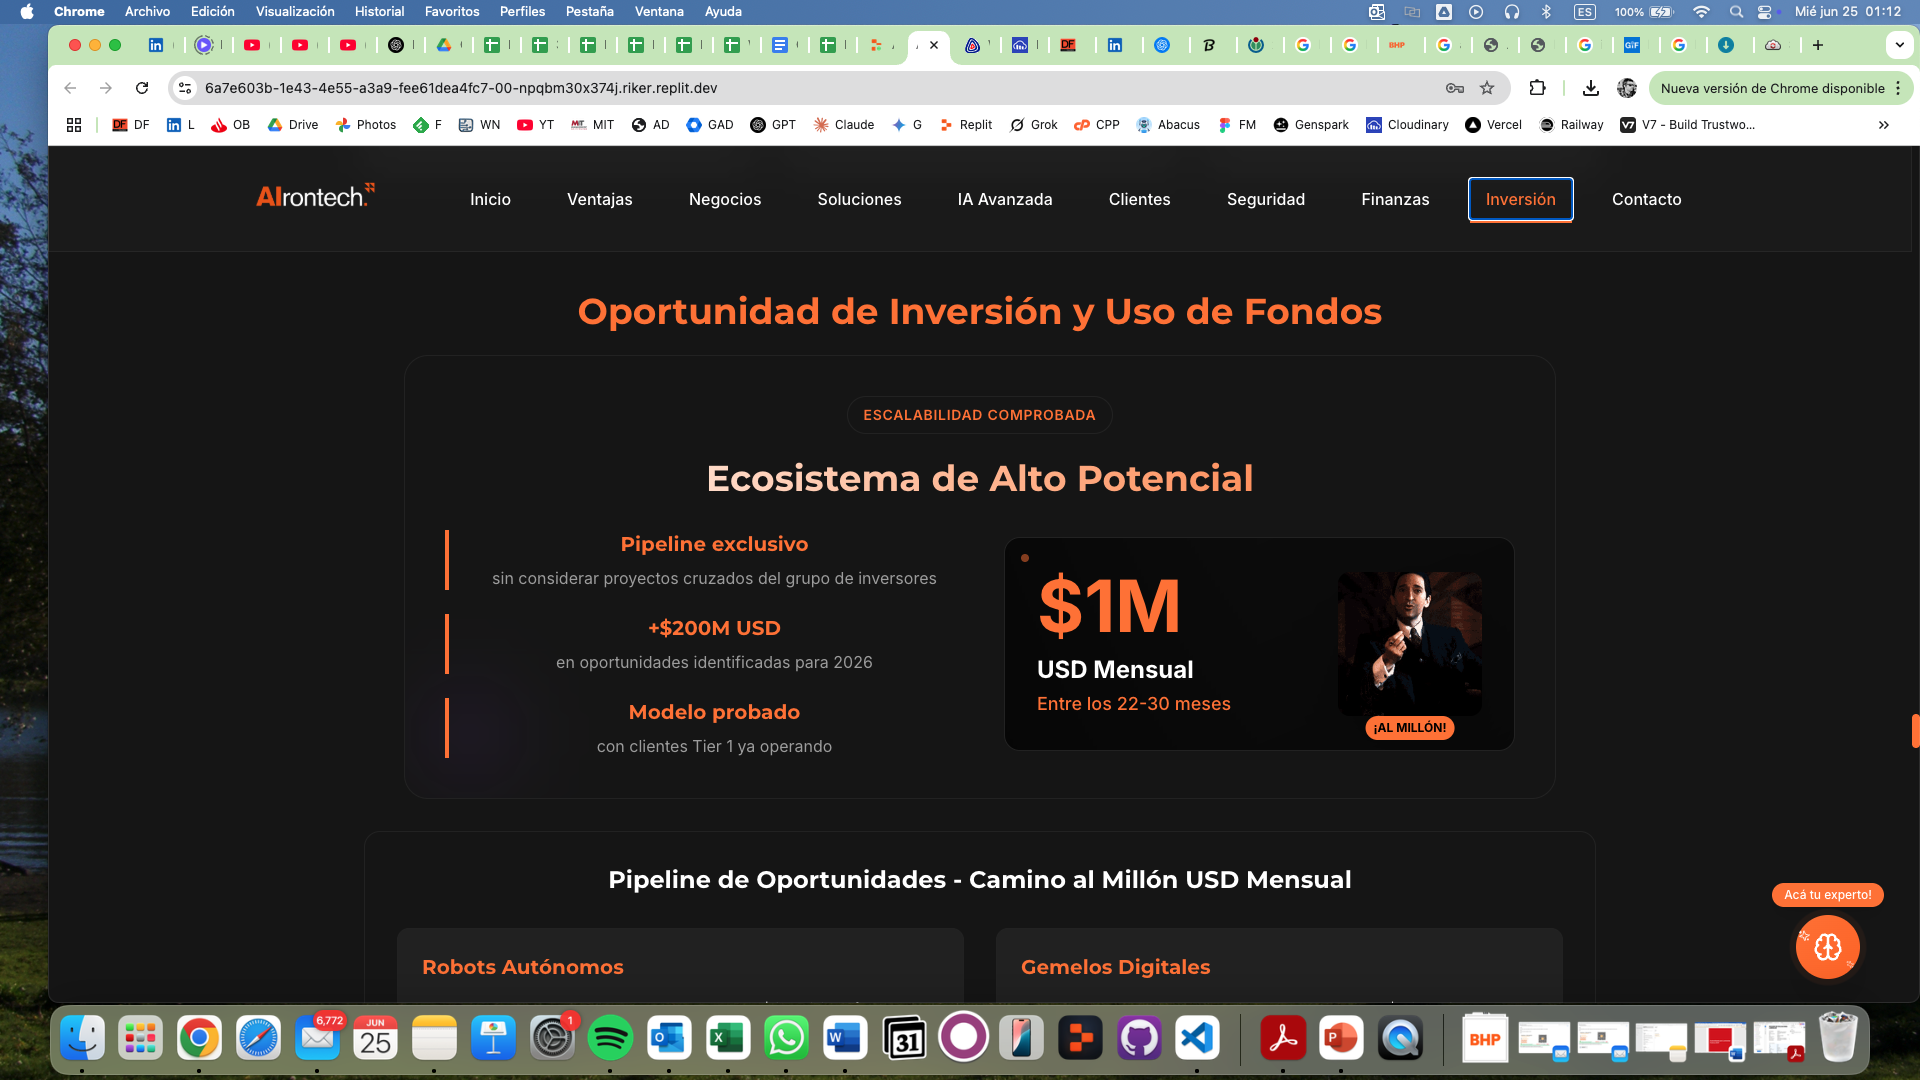 Chrome Archivo Edición Visualización Historial Favoritos Perfiles Pestaña Ventana Ayuda
ES 100% Mié jun 25 01:12
6a7e603b-1e43-4e55-a3a9-fee61dea4fc7-00-npqbm30x374j.riker.replit.dev
Nueva versión de Chrome disponible
DF L OB Drive Photos F WN YT MIT AD GAD GPT Claude G Replit Grok CPP Abacus FM Genspark Cloudinary Vercel Railway V7 - Build Trustwo...
AIrontech.
Inicio Ventajas Negocios Soluciones IA Avanzada Clientes Seguridad Finanzas Inversión Contacto
Oportunidad de Inversión y Uso de Fondos
ESCALABILIDAD COMPROBADA
Ecosistema de Alto Potencial
Pipeline exclusivo
sin considerar proyectos cruzados del grupo de inversores
+$200M USD
en oportunidades identificadas para 2026
Modelo probado
con clientes Tier 1 ya operando
$1M
USD Mensual
Entre los 22-30 meses
¡AL MILLÓN!
Pipeline de Oportunidades - Camino al Millón USD Mensual
Acá tu experto!
Robots Autónomos
Gemelos Digitales
6,772
JUN
25
1
31
BHP